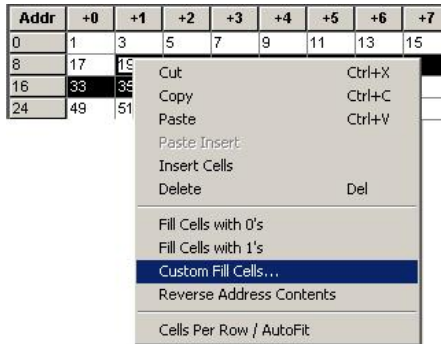 Addr +0 +1 +2 +3 +4 +5 +6 +7
0 1 3 5 7 9 11 13 15
8 17 19
16 33 35
24 49 51
Cut Ctrl+X
Copy Ctrl+C
Paste Ctrl+V
Paste Insert
Insert Cells
Delete Del
Fill Cells with 0's
Fill Cells with 1's
Custom Fill Cells...
Reverse Address Contents
Cells Per Row / AutoFit